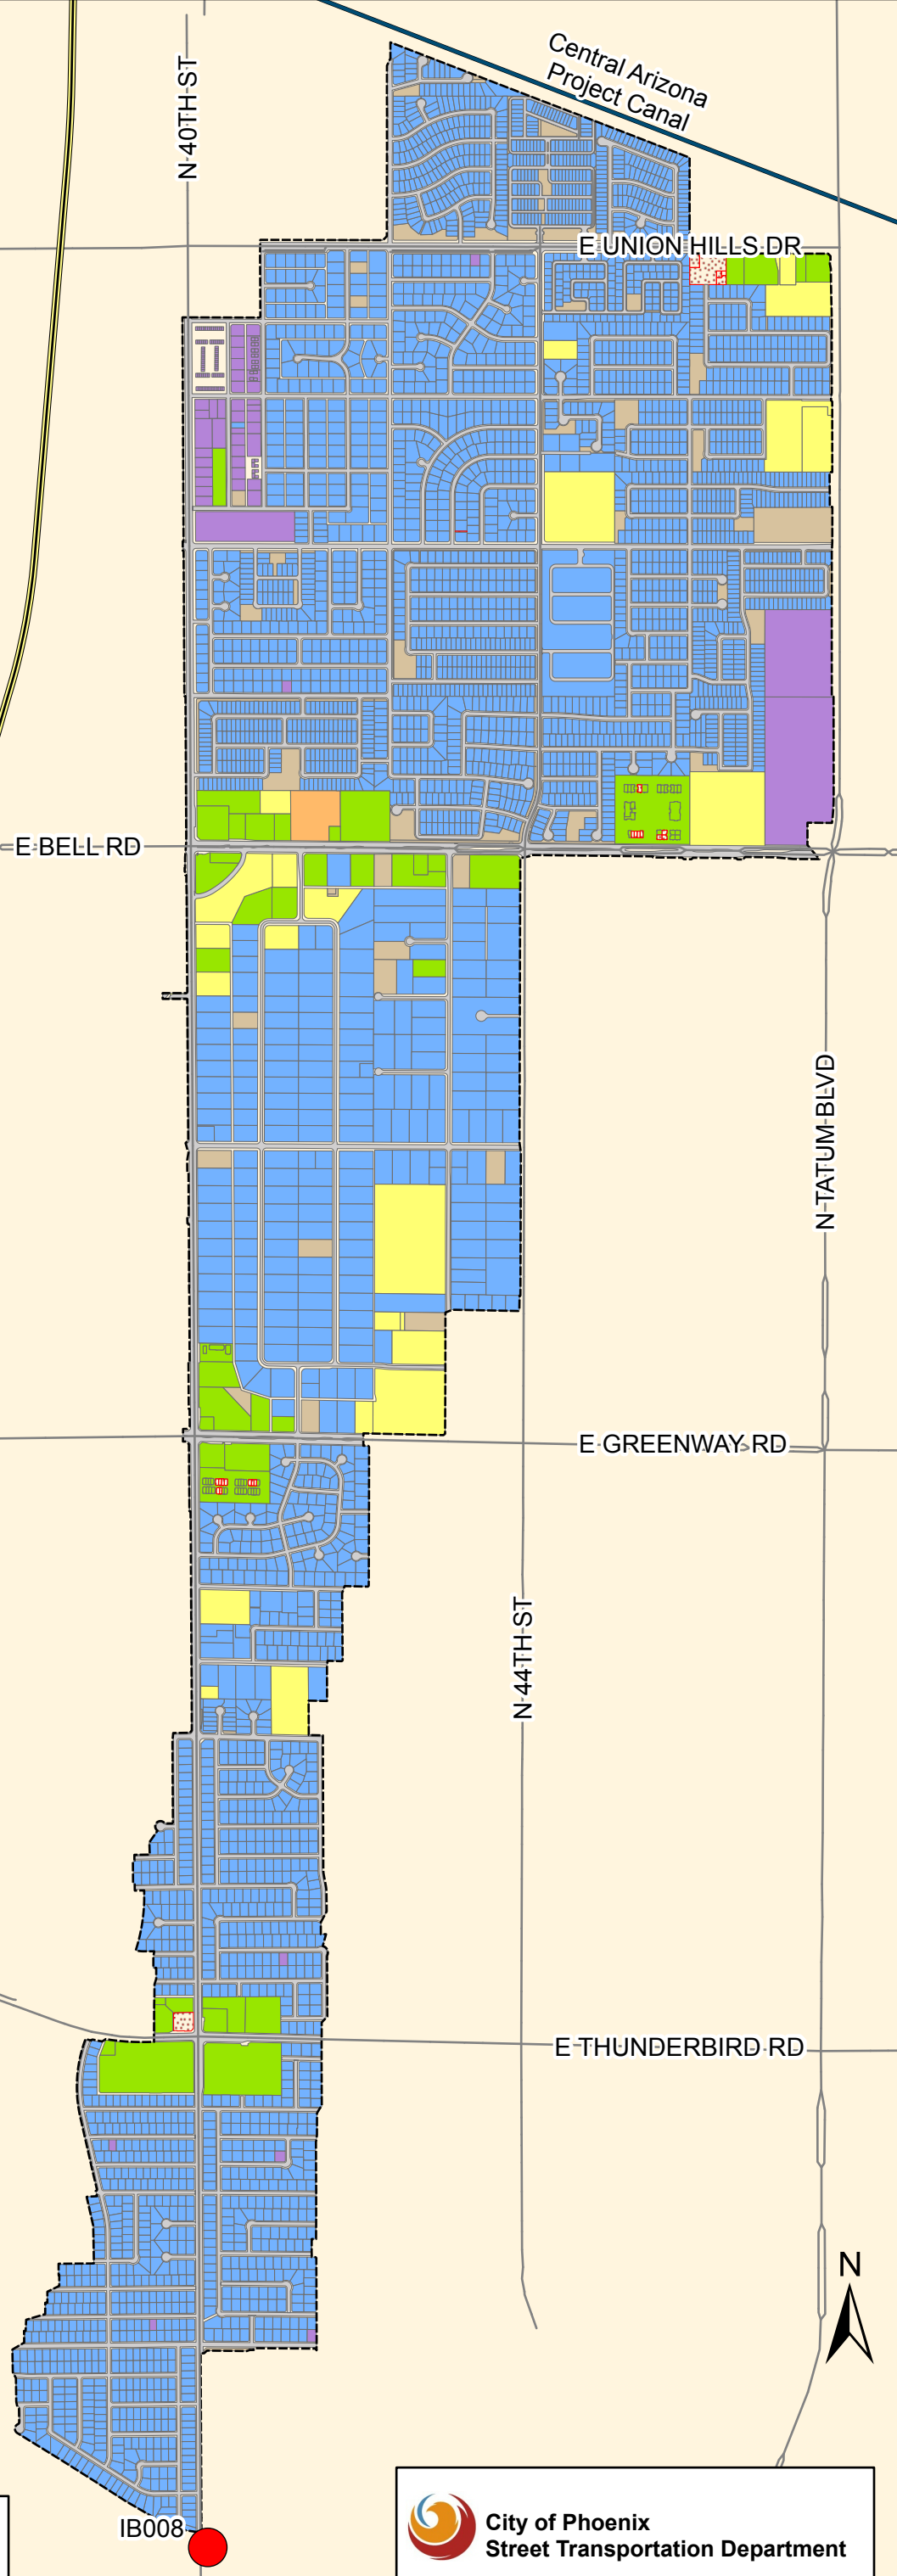 Central Arizona
Project Canal
N 40TH ST
E UNION HILLS DR
E BELL RD
N TATUM BLVD
E GREENWAY RD
N 44TH ST
E THUNDERBIRD RD
N
IB008
City of Phoenix
Street Transportation Department